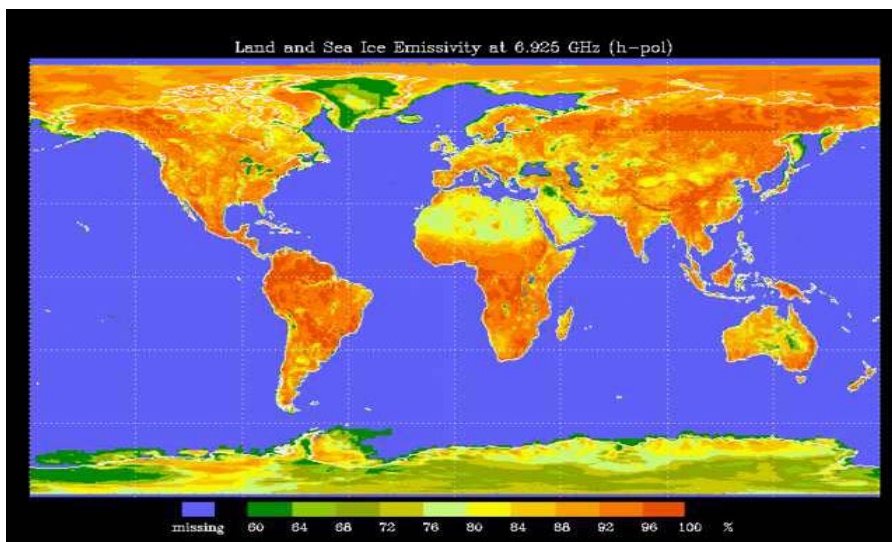 Land and Sea Ice Emissivity at 6.925 GHz (h-pol)
missing 60 64 68 72 76 80 84 88 92 96 100 %